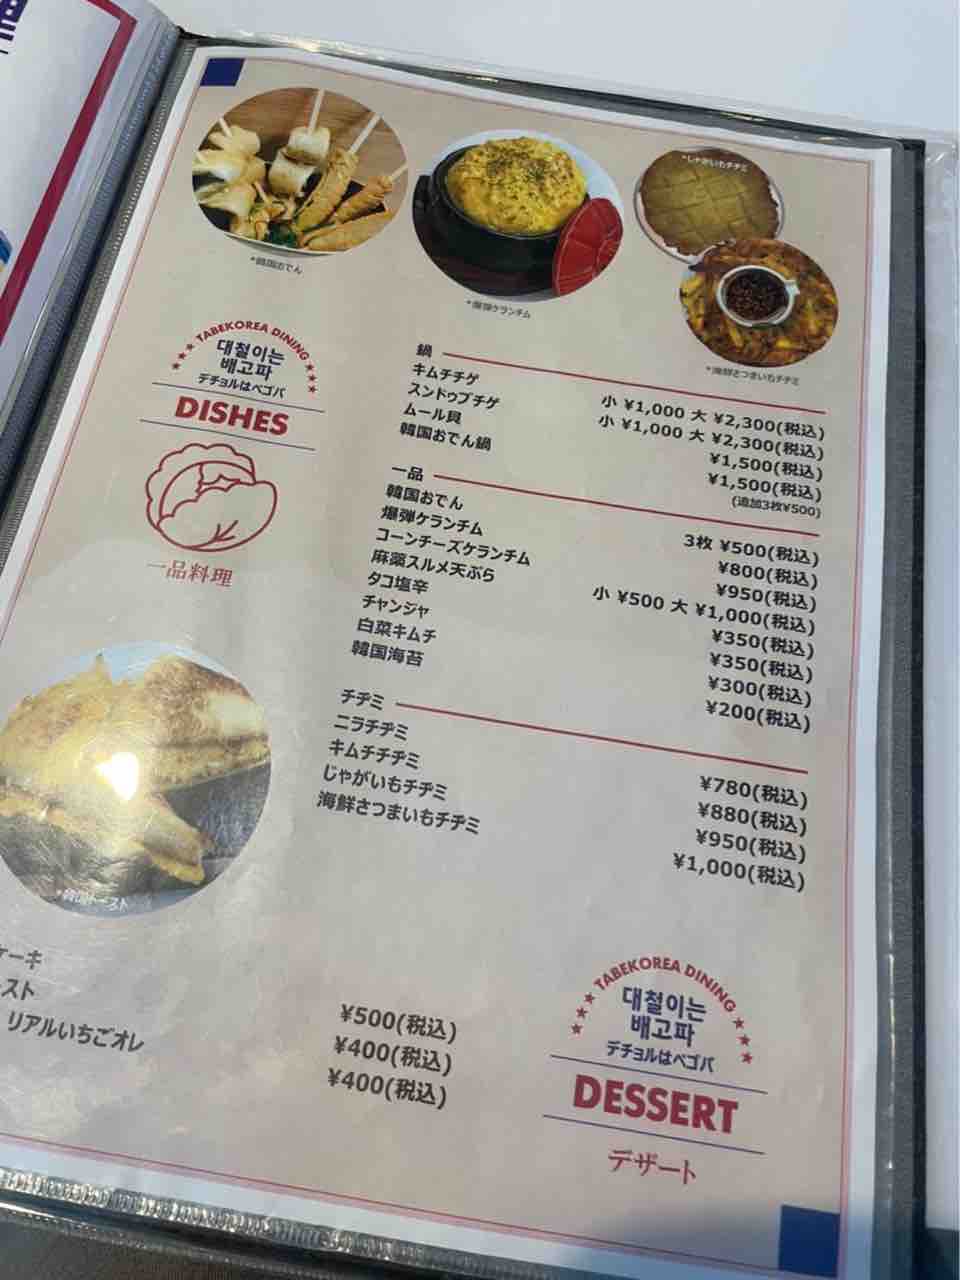 *韓国おでん
*爆弾ケランチム
*じゃがいもチヂミ
*海鮮さつまいもチヂミ
TABEKOREA DINING
대철이는
배고파
デチョルはペゴパ
DISHES
一品料理
鍋
キムチチゲ 小 ¥1,000 大 ¥2,300(税込)
スンドゥブチゲ 小 ¥1,000 大 ¥2,300(税込)
ムール貝 ¥1,500(税込)
韓国おでん鍋 ¥1,500(税込)
(追加3枚¥500)
一品
韓国おでん 3枚 ¥500(税込)
爆弾ケランチム ¥800(税込)
コーンチーズケランチム ¥950(税込)
麻薬スルメ天ぷら 小 ¥500 大 ¥1,000(税込)
タコ塩辛 ¥350(税込)
チャンジャ ¥350(税込)
白菜キムチ ¥300(税込)
韓国海苔 ¥200(税込)
チヂミ
ニラチヂミ ¥780(税込)
キムチチヂミ ¥880(税込)
じゃがいもチヂミ ¥950(税込)
海鮮さつまいもチヂミ ¥1,000(税込)
*韓国トースト
ケーキ ¥500(税込)
スト ¥400(税込)
リアルいちごオレ ¥400(税込)
TABEKOREA DINING
대철이는
배고파
デチョルはペゴパ
DESSERT
デザート